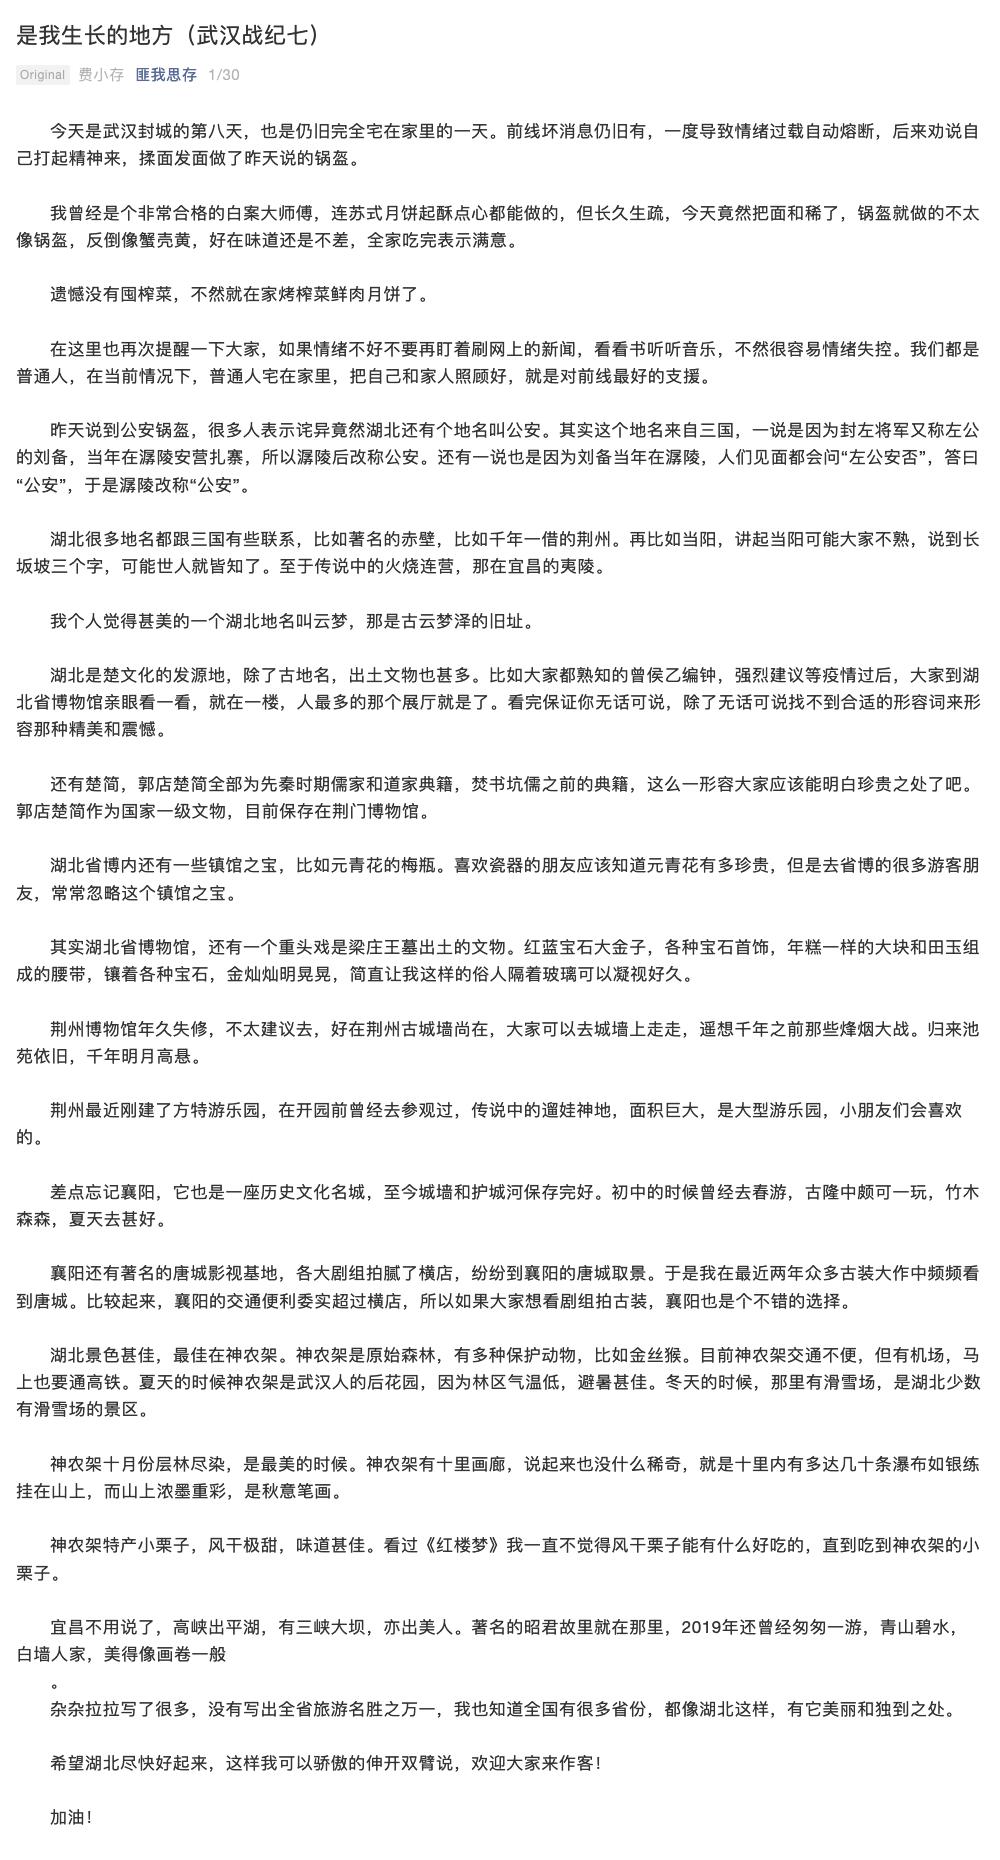 是我生长的地方（武汉战纪七）
Original 费小存 匪我思存 1/30
今天是武汉封城的第八天，也是仍旧完全宅在家里的一天。前线坏消息仍旧有，一度导致情绪过载自动熔断，后来劝说自
己打起精神来，揉面发面做了昨天说的锅盔。
我曾经是个非常合格的白案大师傅，连苏式月饼起酥点心都能做的，但长久生疏，今天竟然把面和稀了，锅盔就做的不太
像锅盔，反倒像蟹壳黄，好在味道还是不差，全家吃完表示满意。
遗憾没有囤榨菜，不然就在家烤榨菜鲜肉月饼了。
在这里也再次提醒一下大家，如果情绪不好不要再盯着刷网上的新闻，看看书听听音乐，不然很容易情绪失控。我们都是
普通人，在当前情况下，普通人宅在家里，把自己和家人照顾好，就是对前线最好的支援。
昨天说到公安锅盔，很多人表示诧异竟然湖北还有个地名叫公安。其实这个地名来自三国，一说是因为封左将军又称左公
的刘备，当年在潺陵安营扎寨，所以潺陵后改称公安。还有一说也是因为刘备当年在潺陵，人们见面都会问“左公安否”，答曰
“公安”，于是潺陵改称“公安”。
湖北很多地名都跟三国有些联系，比如著名的赤壁，比如千年一借的荆州。再比如当阳，讲起当阳可能大家不熟，说到长
坂坡三个字，可能世人就皆知了。至于传说中的火烧连营，那在宜昌的夷陵。
我个人觉得甚美的一个湖北地名叫云梦，那是古云梦泽的旧址。
湖北是楚文化的发源地，除了古地名，出土文物也甚多。比如大家都熟知的曾侯乙编钟，强烈建议等疫情过后，大家到湖
北省博物馆亲眼看一看，就在一楼，人最多的那个展厅就是了。看完保证你无话可说，除了无话可说找不到合适的形容词来形
容那种精美和震憾。
还有楚简，郭店楚简全部为先秦时期儒家和道家典籍，焚书坑儒之前的典籍，这么一形容大家应该能明白珍贵之处了吧。
郭店楚简作为国家一级文物，目前保存在荆门博物馆。
湖北省博内还有一些镇馆之宝，比如元青花的梅瓶。喜欢瓷器的朋友应该知道元青花有多珍贵，但是去省博的很多游客朋
友，常常忽略这个镇馆之宝。
其实湖北省博物馆，还有一个重头戏是梁庄王墓出土的文物。红蓝宝石大金子，各种宝石首饰，年糕一样的大块和田玉组
成的腰带，镶着各种宝石，金灿灿明晃晃，简直让我这样的俗人隔着玻璃可以凝视好久。
荆州博物馆年久失修，不太建议去，好在荆州古城墙尚在，大家可以去城墙上走走，遥想千年之前那些烽烟大战。归来池
苑依旧，千年明月高悬。
荆州最近刚建了方特游乐园，在开园前曾经去参观过，传说中的遛娃神地，面积巨大，是大型游乐园，小朋友们会喜欢
的。
差点忘记襄阳，它也是一座历史文化名城，至今城墙和护城河保存完好。初中的时候曾经去春游，古隆中颇可一玩，竹木
森森，夏天去甚好。
襄阳还有著名的唐城影视基地，各大剧组拍腻了横店，纷纷到襄阳的唐城取景。于是我在最近两年众多古装大作中频频看
到唐城。比较起来，襄阳的交通便利委实超过横店，所以如果大家想看剧组拍古装，襄阳也是个不错的选择。
湖北景色甚佳，最佳在神农架。神农架是原始森林，有多种保护动物，比如金丝猴。目前神农架交通不便，但有机场，马
上也要通高铁。夏天的时候神农架是武汉人的后花园，因为林区气温低，避暑甚佳。冬天的时候，那里有滑雪场，是湖北少数
有滑雪场的景区。
神农架十月份层林尽染，是最美的时候。神农架有十里画廊，说起来也没什么稀奇，就是十里内有多达几十条瀑布如银练
挂在山上，而山上浓墨重彩，是秋意笔画。
神农架特产小栗子，风干极甜，味道甚佳。看过《红楼梦》我一直不觉得风干栗子能有什么好吃的，直到吃到神农架的小
栗子。
宜昌不用说了，高峡出平湖，有三峡大坝，亦出美人。著名的昭君故里就在那里，2019年还曾经匆匆一游，青山碧水，
白墙人家，美得像画卷一般
。
杂杂拉拉写了很多，没有写出全省旅游名胜之万一，我也知道全国有很多省份，都像湖北这样，有它美丽和独到之处。
希望湖北尽快好起来，这样我可以骄傲的伸开双臂说，欢迎大家来作客！
加油！